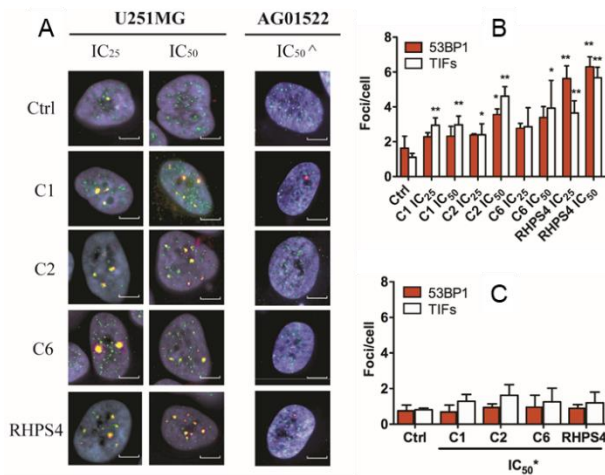 A
U251MG
AG01522
IC25
IC50
IC50 ^
Ctrl
C1
C2
C6
RHPS4
B
53BP1
TIFs
Foci/cell
8
6
4
2
0
** ** * * ** * ** ** ** **
Ctrl
C1 IC25
C1 IC50
C2 IC25
C2 IC50
C6 IC25
C6 IC50
RHPS4 IC25
RHPS4 IC50
C
53BP1
TIFs
Foci/cell
8
6
4
2
0
Ctrl C1 C2 C6 RHPS4
IC50*